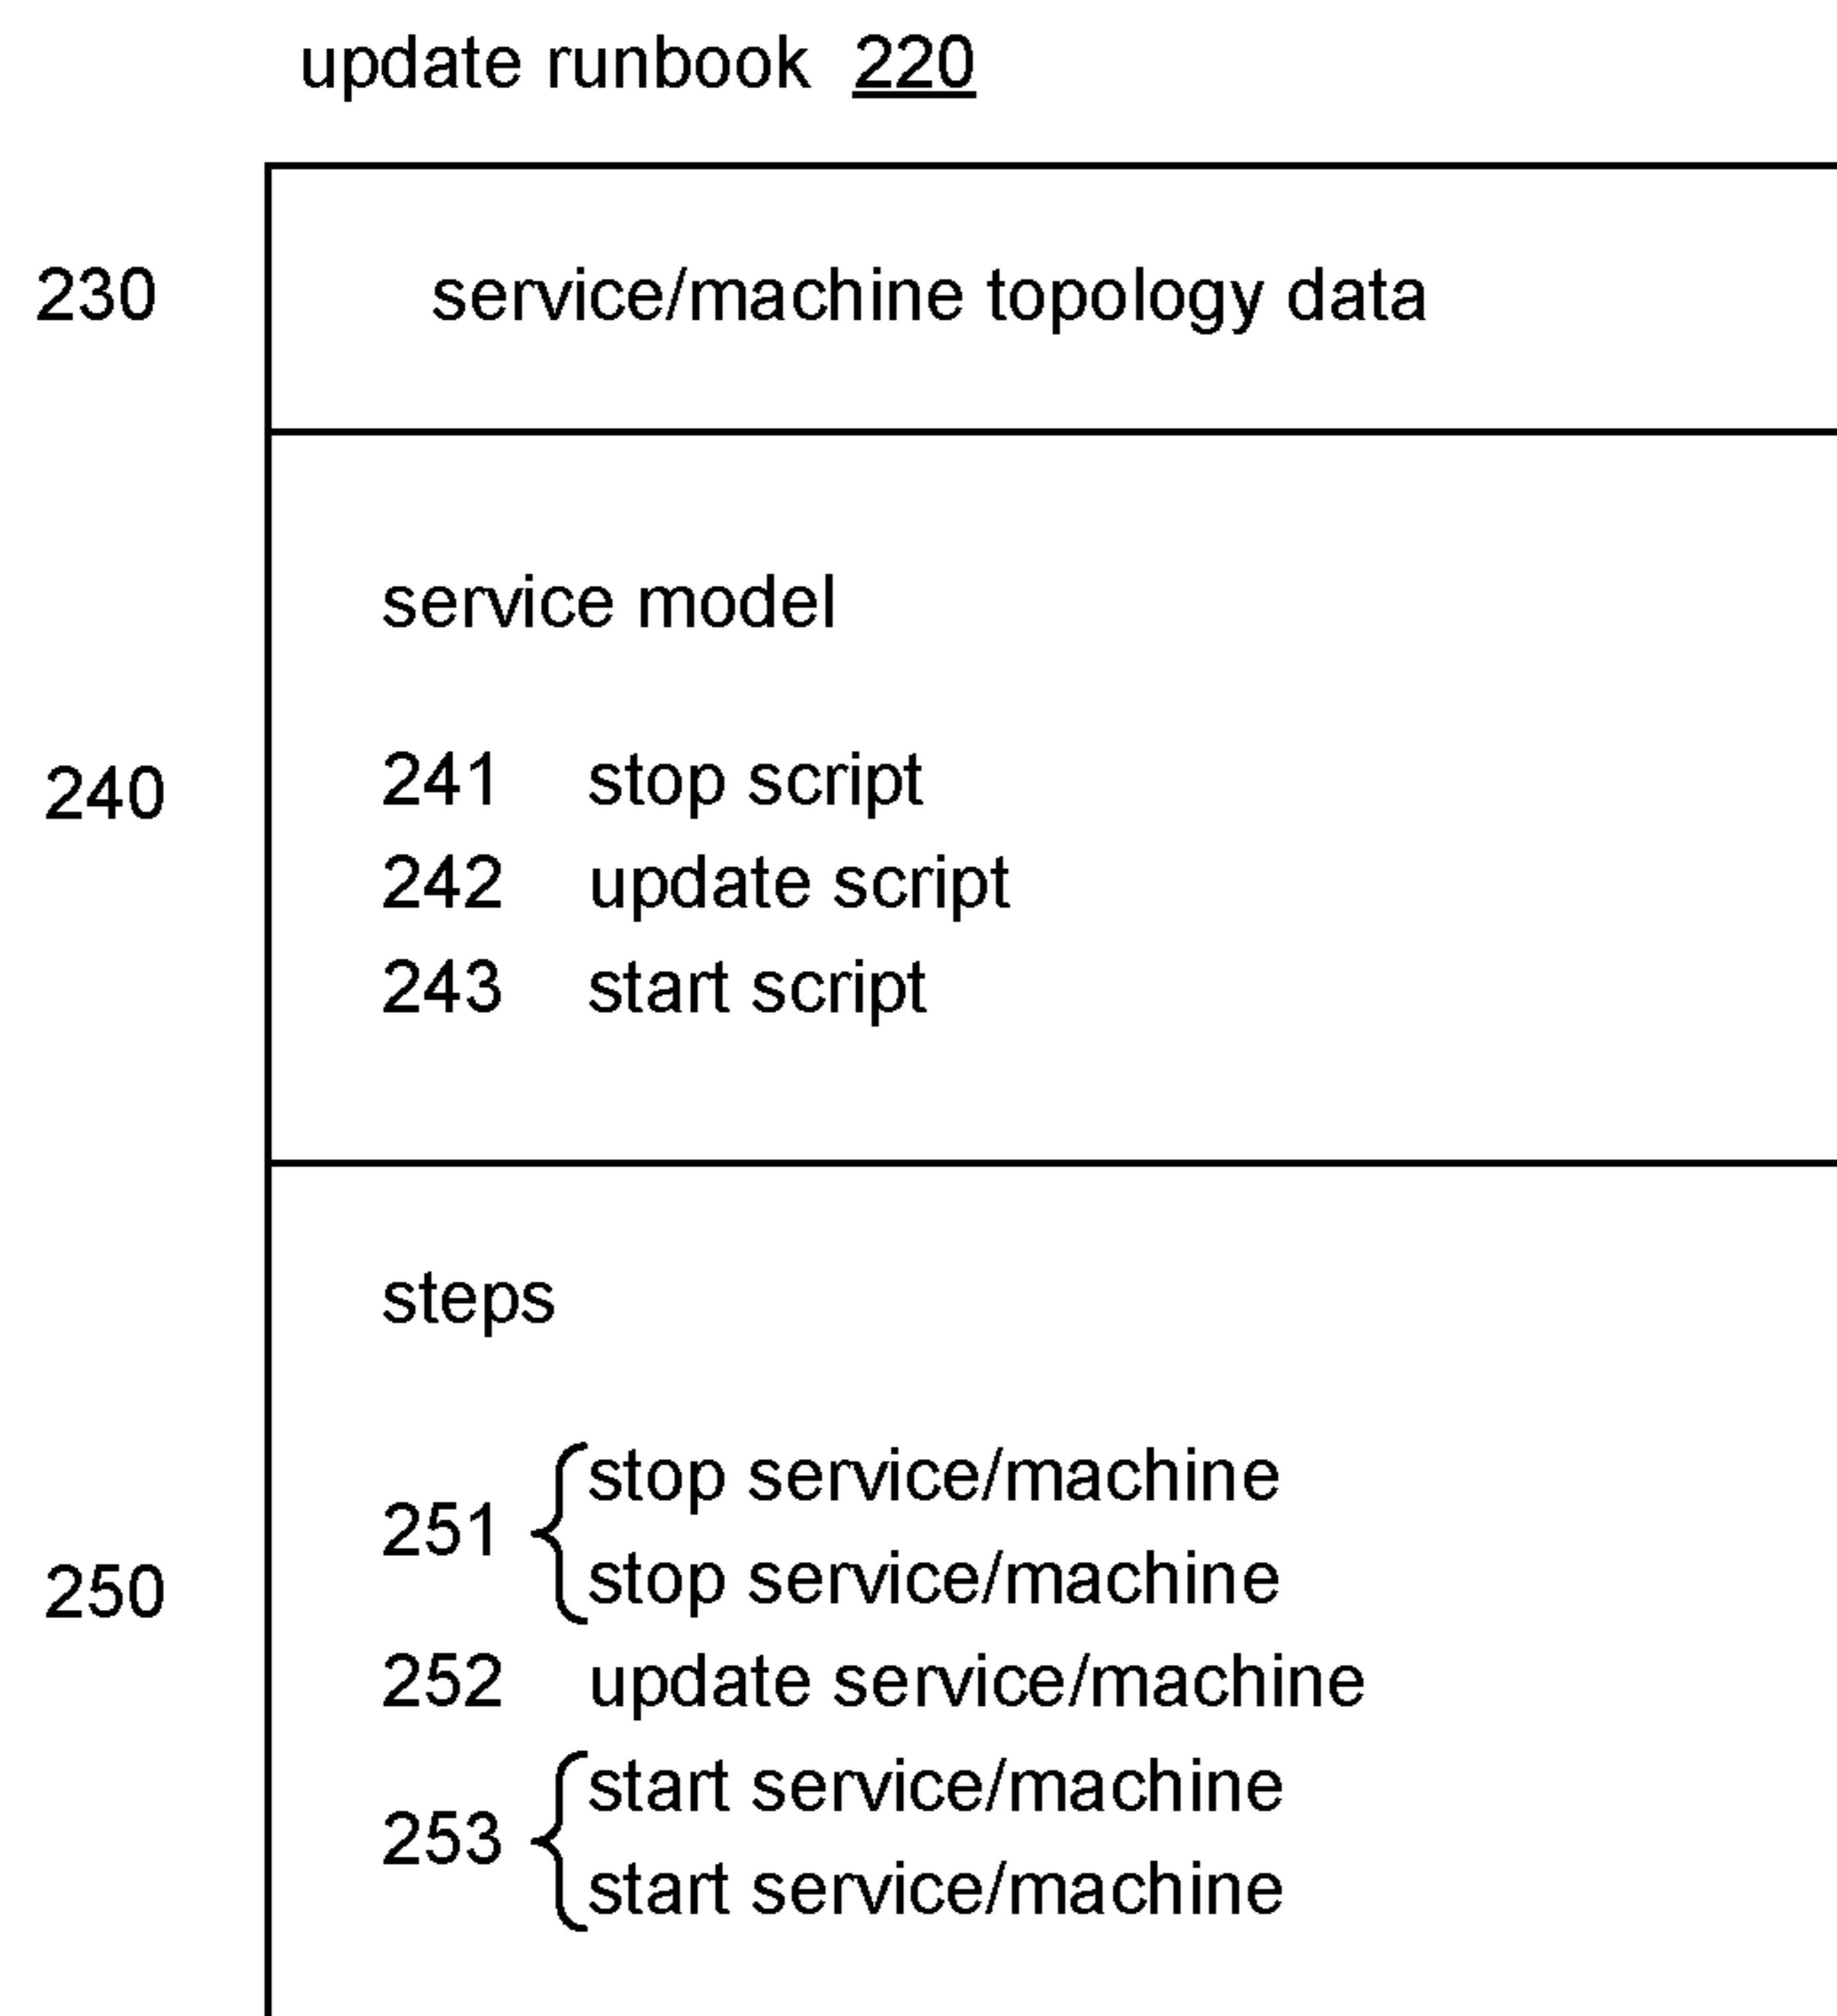 update runbook 220
230 service/machine topology data
service model
240
241 stop script
242 update script
243 start script
steps
250
251 stop service/machine
stop service/machine
252 update service/machine
253 start service/machine
start service/machine